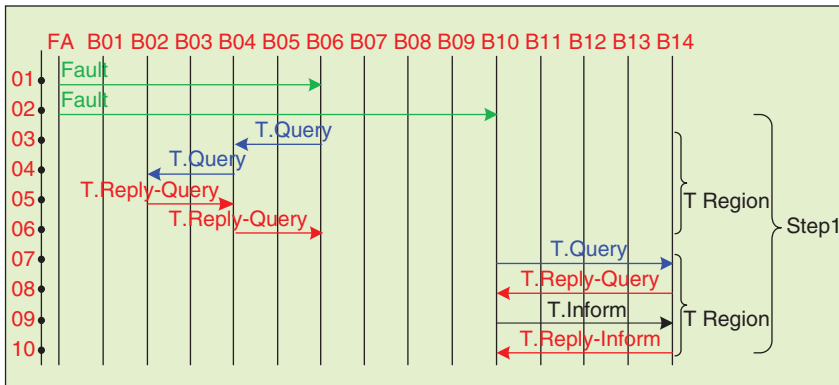 FA B01 B02 B03 B04 B05 B06 B07 B08 B09 B10 B11 B12 B13 B14
01 Fault
02 Fault
03 T.Query
04 T.Query
05 T.Reply-Query
06 T.Reply-Query
T Region
Step1
07 T.Query
08 T.Reply-Query
09 T.Inform
T Region
10 T.Reply-Inform